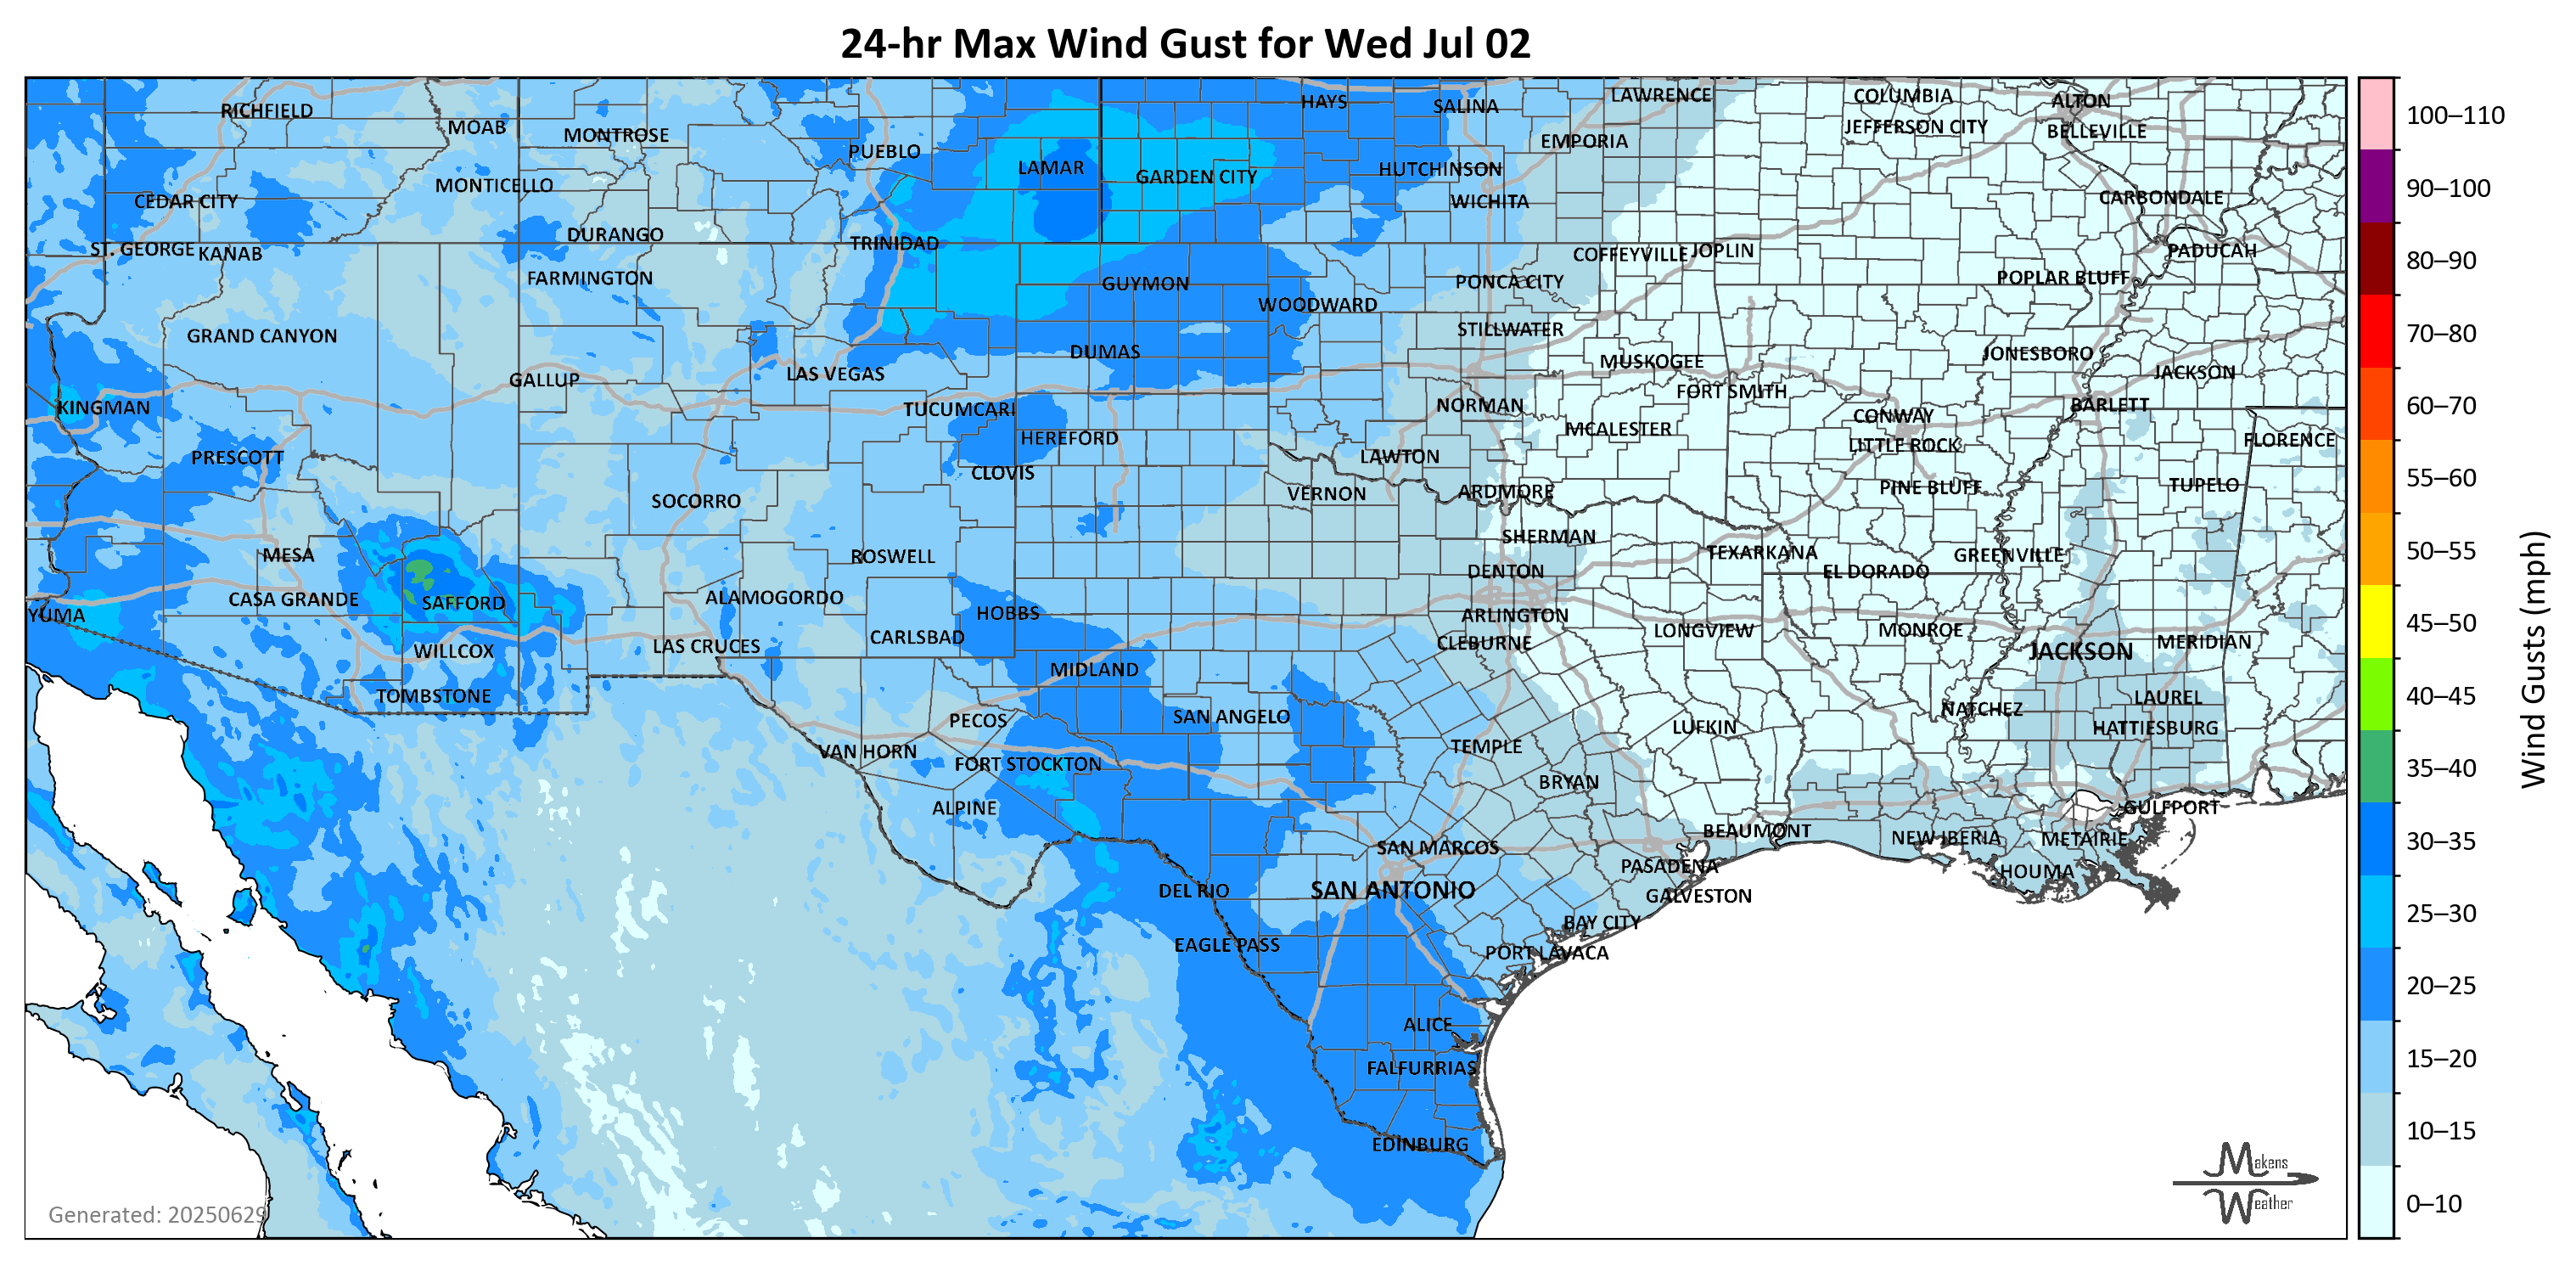 24-hr Max Wind Gust for Wed Jul 02
RICHFIELD
MOAB
MONTROSE
PUEBLO
LAMAR
HAYS
SALINA
LAWRENCE
COLUMBIA
ALTON
EMPORIA
JEFFERSON CITY
BELLEVILLE
CEDAR CITY
MONTICELLO
GARDEN CITY
HUTCHINSON
WICHITA
CARBONDALE
ST. GEORGE
KANAB
DURANGO
TRINIDAD
COFFEYVILLE
JOPLIN
PADUCAH
FARMINGTON
GUYMON
WOODWARD
PONCA CITY
POPLAR BLUFF
GRAND CANYON
STILLWATER
DUMAS
MUSKOGEE
JONESBORO
GALLUP
LAS VEGAS
FORT SMITH
JACKSON
KINGMAN
TUCUMCARI
NORMAN
CONWAY
BARLETT
HEREFORD
MCALESTER
LITTLE ROCK
FLORENCE
PRESCOTT
CLOVIS
LAWTON
SOCORRO
VERNON
ARDMORE
PINE BLUFF
TUPELO
MESA
ROSWELL
SHERMAN
TEXARKANA
GREENVILLE
DENTON
EL DORADO
YUMA
CASA GRANDE
SAFFORD
ALAMOGORDO
HOBBS
ARLINGTON
WILLCOX
LAS CRUCES
CARLSBAD
CLEBURNE
LONGVIEW
MONROE
JACKSON
MERIDIAN
TOMBSTONE
MIDLAND
LAUREL
PECOS
SAN ANGELO
NATCHEZ
VAN HORN
FORT STOCKTON
TEMPLE
LUFKIN
HATTIESBURG
ALPINE
BRYAN
GULFPORT
SAN MARCOS
BEAUMONT
NEW IBERIA
METAIRIE
DEL RIO
SAN ANTONIO
PASADENA
HOUMA
GALVESTON
EAGLE PASS
BAY CITY
PORT LAVACA
ALICE
FALFURRIAS
EDINBURG
Generated: 20250629
Makens
Weather
100–110
90–100
80–90
70–80
60–70
55–60
50–55
45–50
40–45
35–40
30–35
25–30
20–25
15–20
10–15
0–10
Wind Gusts (mph)